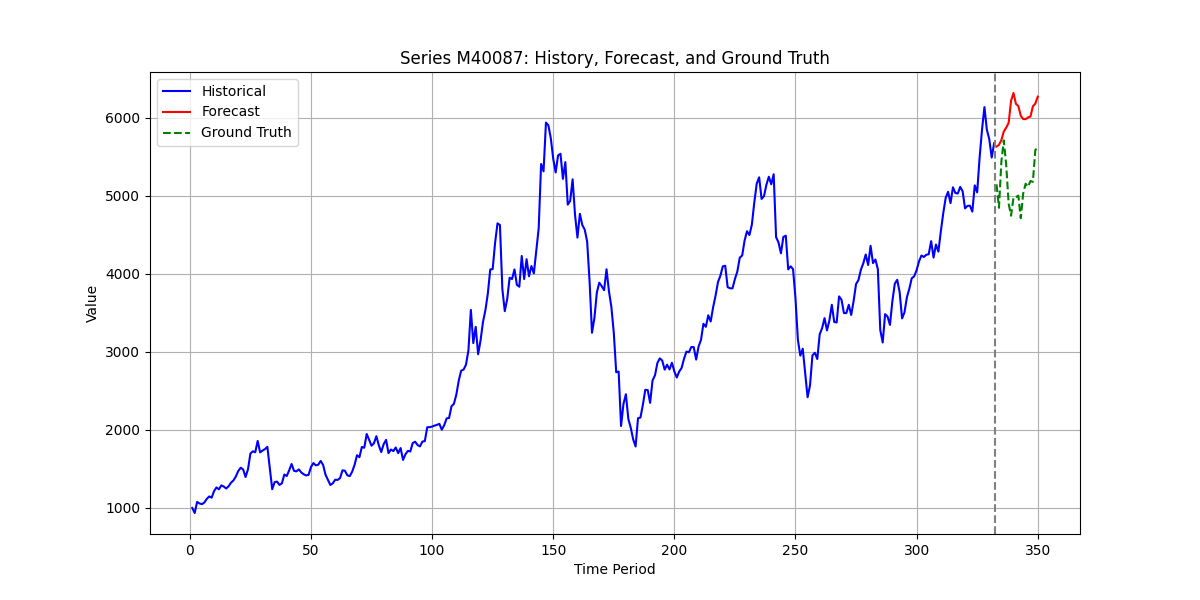 Series M40087: History, Forecast, and Ground Truth
Historical
Forecast
Ground Truth
6000
5000
4000
3000
2000
1000
Value
0 50 100 150 200 250 300 350
Time Period